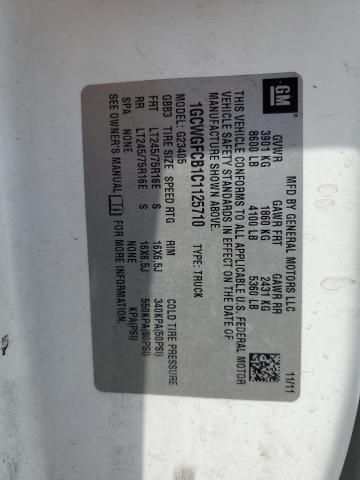 GM
®
MFD BY GENERAL MOTORS LLC
11/11
GVWR GAWR FRT GAWR RR
3901 KG 1860 KG 2431 KG
8600 LB 4100 LB 5360 LB
THIS VEHICLE CONFORMS TO ALL APPLICABLE U.S. FEDERAL MOTOR
VEHICLE SAFETY STANDARDS IN EFFECT ON THE DATE OF
MANUFACTURE SHOWN ABOVE.
1GCWGFCB1C1125710 TYPE: TRUCK
MODEL: G23405
GBB3 TIRE SIZE SPEED RTG RIM COLD TIRE PRESSURE
FRT LT245/75R16E S 16X6.5J 340KPA(50PSI)
RR LT245/75R16E S 16X6.5J 550KPA(80PSI)
SPA NONE NONE KPA(PSI)
SEE OWNER'S MANUAL FOR MORE INFORMATION.